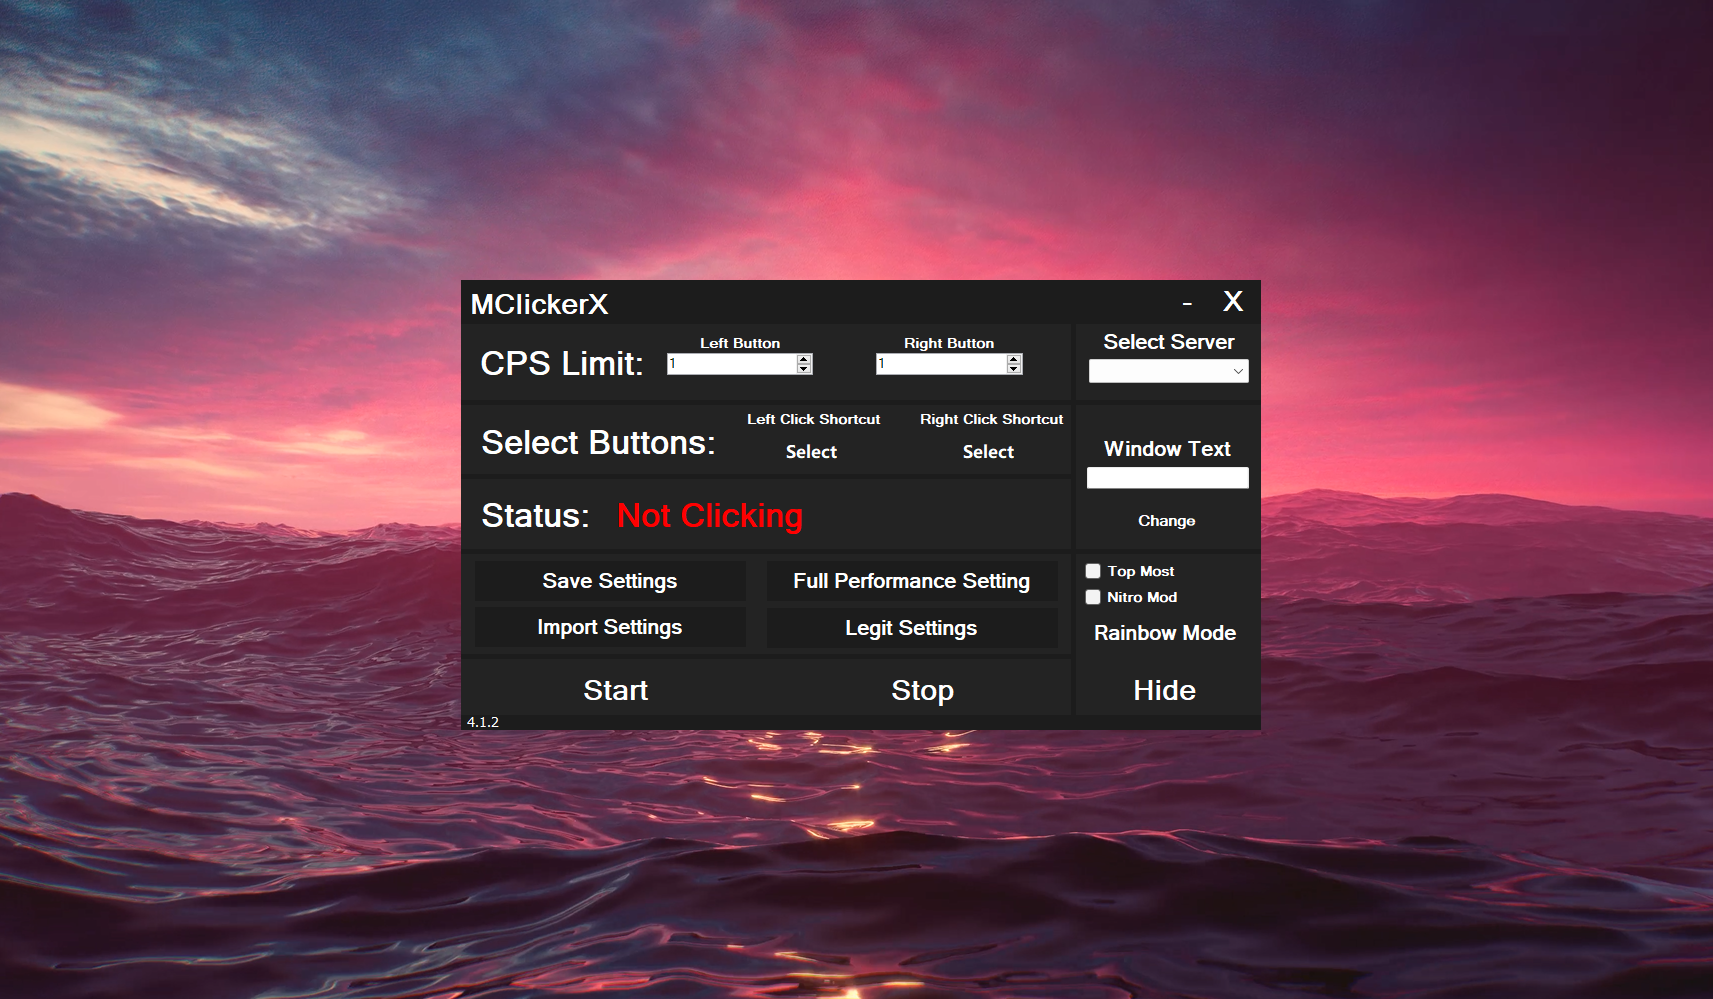 MClickerX
- X
CPS Limit:
Left Button
1
Right Button
1
Select Server
Select Buttons:
Left Click Shortcut
Select
Right Click Shortcut
Select
Window Text
Change
Status: Not Clicking
Save Settings
Full Performance Setting
Import Settings
Legit Settings
Top Most
Nitro Mod
Rainbow Mode
Start
Stop
Hide
4.1.2